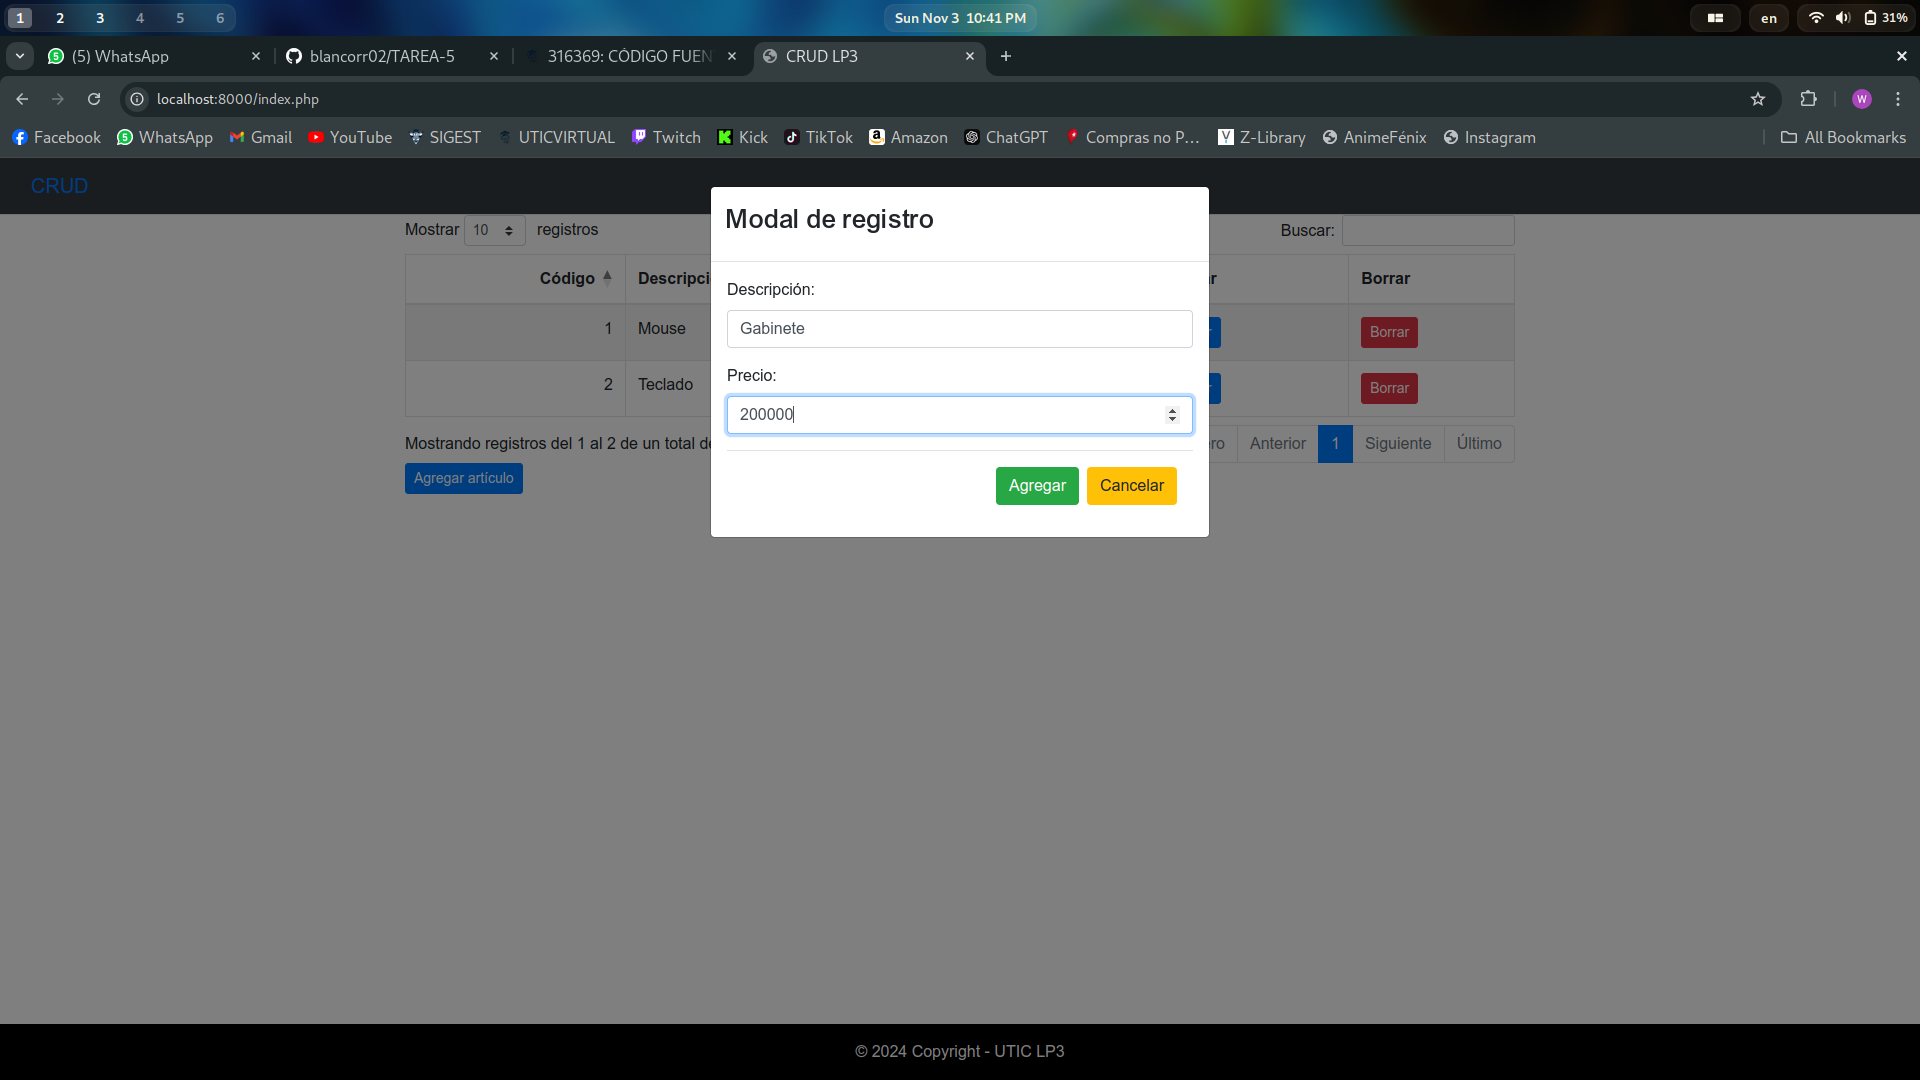 1 2 3 4 5 6
Sun Nov 3 10:41 PM
en
31%
(5) WhatsApp
blancorr02/TAREA-5
316369: CÓDIGO FUEN
CRUD LP3
localhost:8000/index.php
W
Facebook WhatsApp Gmail YouTube SIGEST UTICVIRTUAL Twitch Kick TikTok Amazon ChatGPT Compras no P... Z-Library AnimeFénix Instagram All Bookmarks
CRUD
Modal de registro
Mostrar 10 registros
Buscar:
Código Descripci r Borrar
Descripción:
1 Mouse r Borrar
Gabinete
Precio:
2 Teclado r Borrar
200000
Mostrando registros del 1 al 2 de un total de ro Anterior 1 Siguiente Último
Agregar artículo
Agregar Cancelar
© 2024 Copyright - UTIC LP3